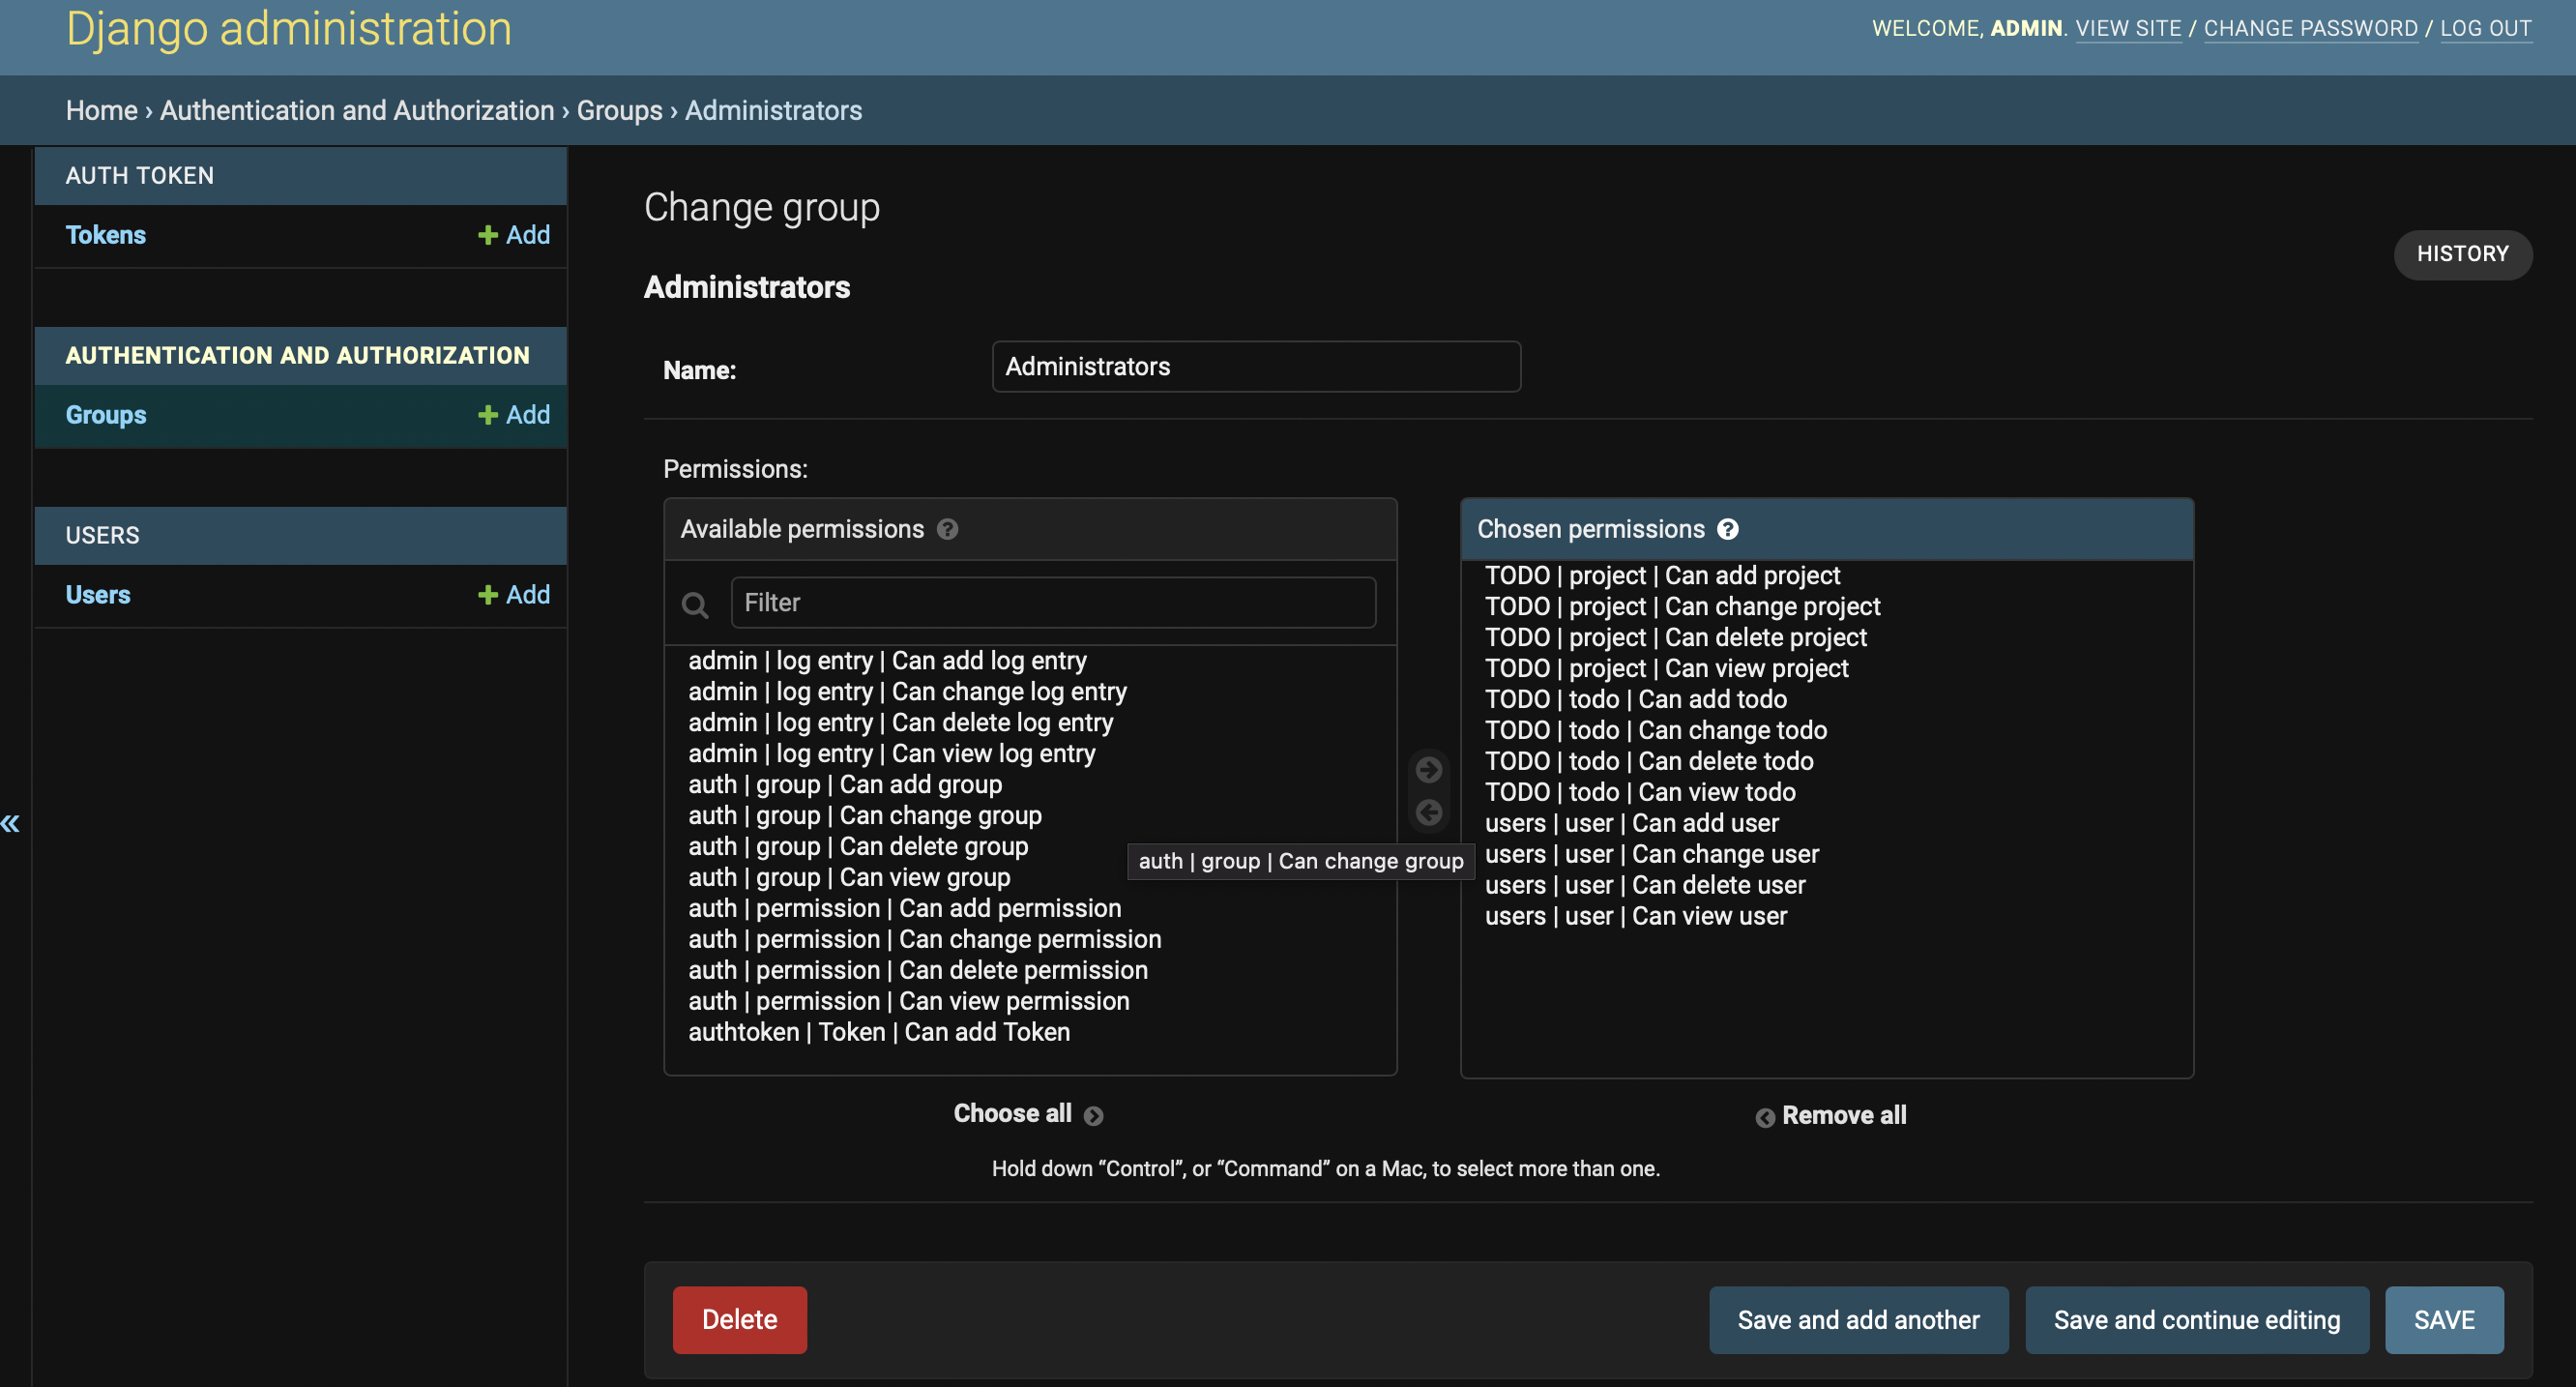 Django administration
WELCOME, ADMIN. VIEW SITE / CHANGE PASSWORD / LOG OUT
Home › Authentication and Authorization › Groups › Administrators
AUTH TOKEN
Tokens
Add
AUTHENTICATION AND AUTHORIZATION
Groups
Add
USERS
Users
Add
«
Change group
HISTORY
Administrators
Name:
Administrators
Permissions:
Available permissions ?
Filter
admin | log entry | Can add log entry
admin | log entry | Can change log entry
admin | log entry | Can delete log entry
admin | log entry | Can view log entry
auth | group | Can add group
auth | group | Can change group
auth | group | Can delete group
auth | group | Can view group
auth | permission | Can add permission
auth | permission | Can change permission
auth | permission | Can delete permission
auth | permission | Can view permission
authtoken | Token | Can add Token
auth | group | Can change group
Choose all
Chosen permissions ?
TODO | project | Can add project
TODO | project | Can change project
TODO | project | Can delete project
TODO | project | Can view project
TODO | todo | Can add todo
TODO | todo | Can change todo
TODO | todo | Can delete todo
TODO | todo | Can view todo
users | user | Can add user
users | user | Can change user
users | user | Can delete user
users | user | Can view user
Remove all
Hold down “Control”, or “Command” on a Mac, to select more than one.
Delete
Save and add another
Save and continue editing
SAVE